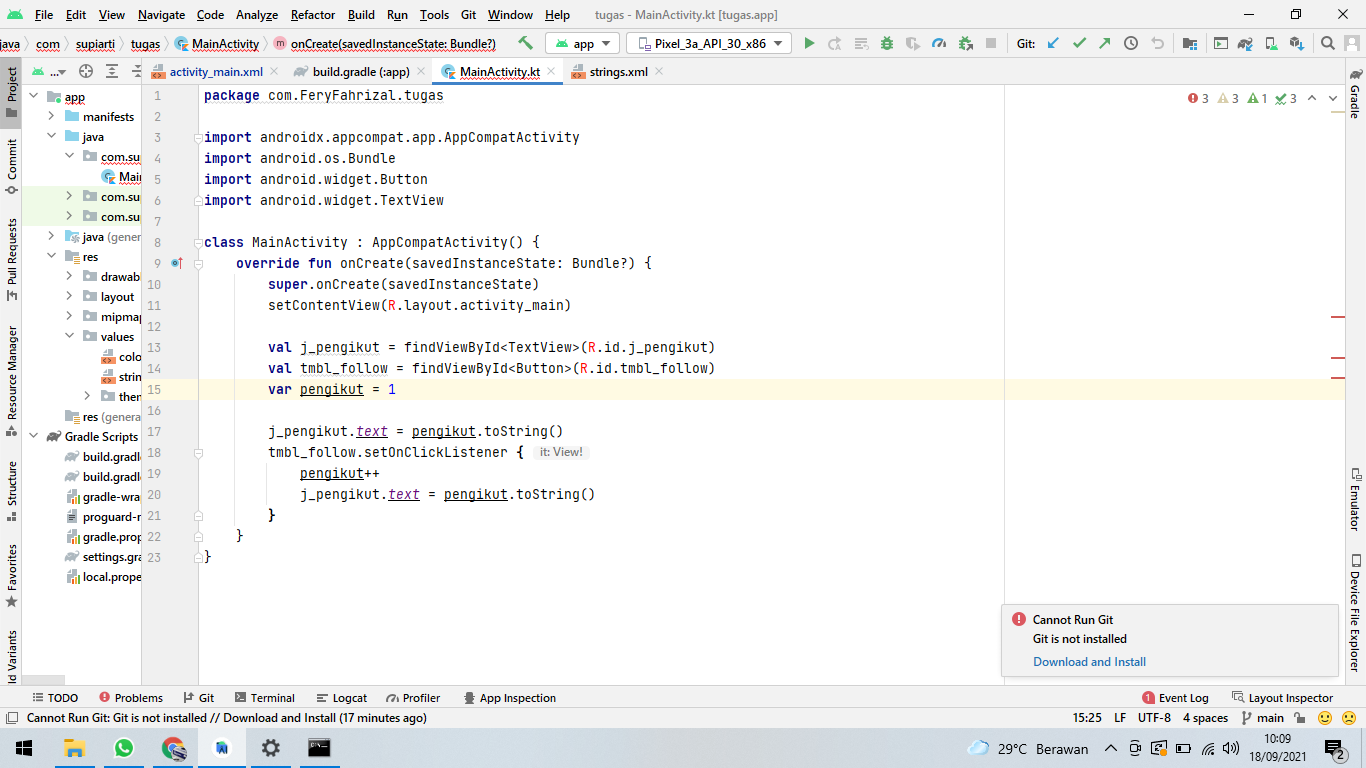 File Edit View Navigate Code Analyze Refactor Build Run Tools Git Window Help tugas - MainActivity.kt [tugas.app]
java com supiarti tugas MainActivity m onCreate(savedInstanceState: Bundle?) app Pixel_3a_API_30_x86 Git:
... activity_main.xml build.gradle (:app) MainActivity.kt strings.xml
Project
Commit
Pull Requests
Resource Manager
Structure
Favorites
ld Variants
app
manifests
java
com.su
Mai
com.su
com.su
java (gener
res
drawab
layout
mipmap
values
colo
strin
ther
res (genera
Gradle Scripts
build.gradl
build.gradl
gradle-wra
proguard-r
gradle.prop
settings.gra
local.prope
1 package com.FeryFahrizal.tugas
2
3 import androidx.appcompat.app.AppCompatActivity
4 import android.os.Bundle
5 import android.widget.Button
6 import android.widget.TextView
7
8 class MainActivity : AppCompatActivity() {
9 override fun onCreate(savedInstanceState: Bundle?) {
10 super.onCreate(savedInstanceState)
11 setContentView(R.layout.activity_main)
12
13 val j_pengikut = findViewById<TextView>(R.id.j_pengikut)
14 val tmbl_follow = findViewById<Button>(R.id.tmbl_follow)
15 var pengikut = 1
16
17 j_pengikut.text = pengikut.toString()
18 tmbl_follow.setOnClickListener { it: View!
19 pengikut++
20 j_pengikut.text = pengikut.toString()
21 }
22 }
23 }
3 3 1 3
Gradle
Emulator
Device File Explorer
Cannot Run Git
Git is not installed
Download and Install
TODO Problems Git Terminal Logcat Profiler App Inspection 1 Event Log Layout Inspector
Cannot Run Git: Git is not installed // Download and Install (17 minutes ago) 15:25 LF UTF-8 4 spaces main
29°C Berawan 10:09
18/09/2021 2